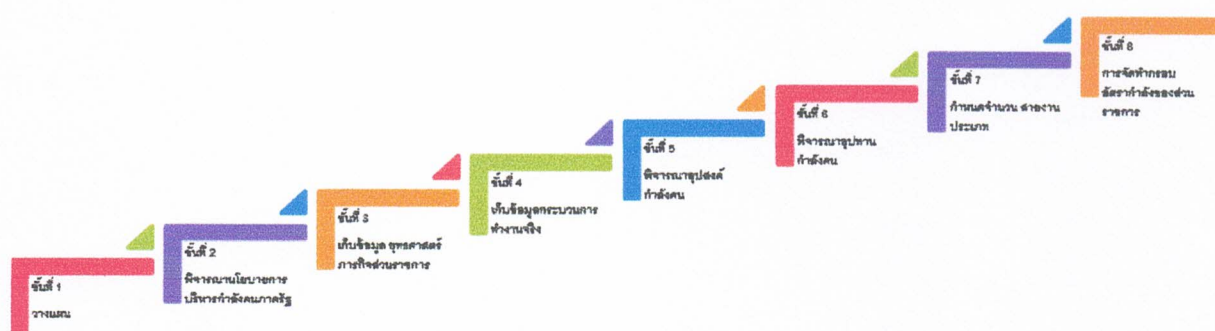 ขั้นที่ 1
วางแผน
ขั้นที่ 2
พิจารณานโยบายการ
บริหารกำลังคนภาครัฐ
ขั้นที่ 3
เก็บข้อมูล ยุทธศาสตร์
ภารกิจส่วนราชการ
ขั้นที่ 4
เก็บข้อมูลกระบวนการ
ทำงานจริง
ขั้นที่ 5
พิจารณาอุปสงค์
กำลังคน
ขั้นที่ 6
พิจารณาอุปทาน
กำลังคน
ขั้นที่ 7
กำหนดจำนวน สายงาน
ประเภท
ขั้นที่ 8
การจัดทำกรอบ
อัตรากำลังของส่วน
ราชการ